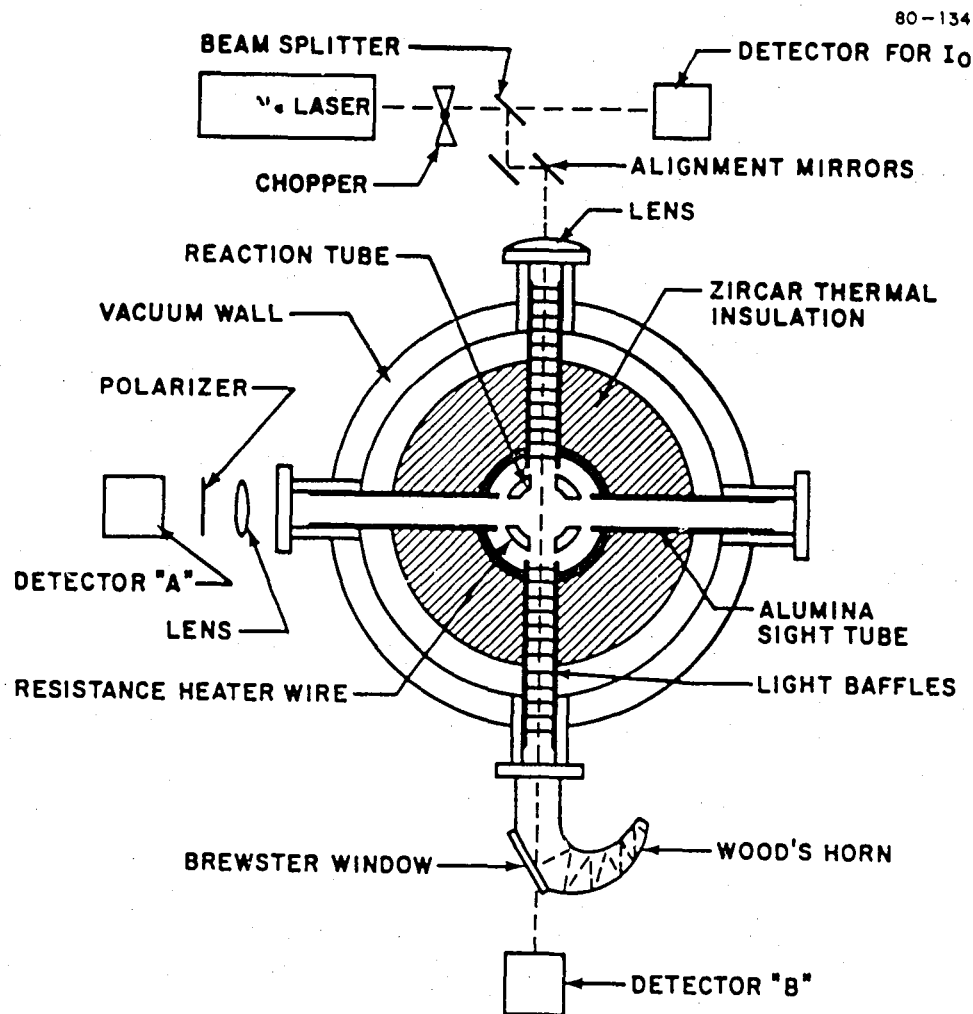 80-134
BEAM SPLITTER
DETECTOR FOR I0
LASER
CHOPPER
ALIGNMENT MIRRORS
LENS
REACTION TUBE
ZIRCAR THERMAL
INSULATION
VACUUM WALL
POLARIZER
DETECTOR "A"
LENS
ALUMINA
SIGHT TUBE
RESISTANCE HEATER WIRE
LIGHT BAFFLES
BREWSTER WINDOW
WOOD'S HORN
DETECTOR "B"